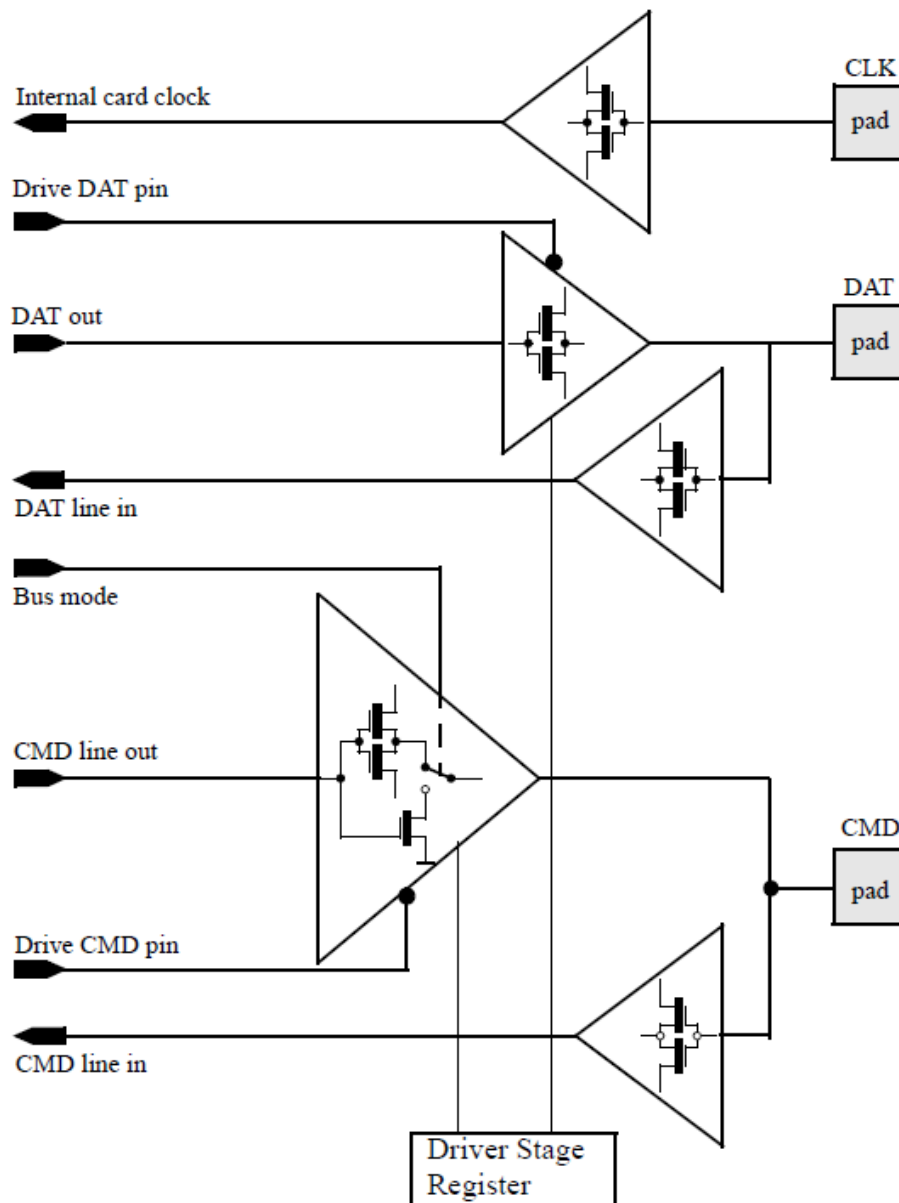 CLK
Internal card clock
pad
Drive DAT pin
DAT
DAT out
pad
DAT line in
Bus mode
CMD line out
CMD
pad
Drive CMD pin
CMD line in
Driver Stage
Register